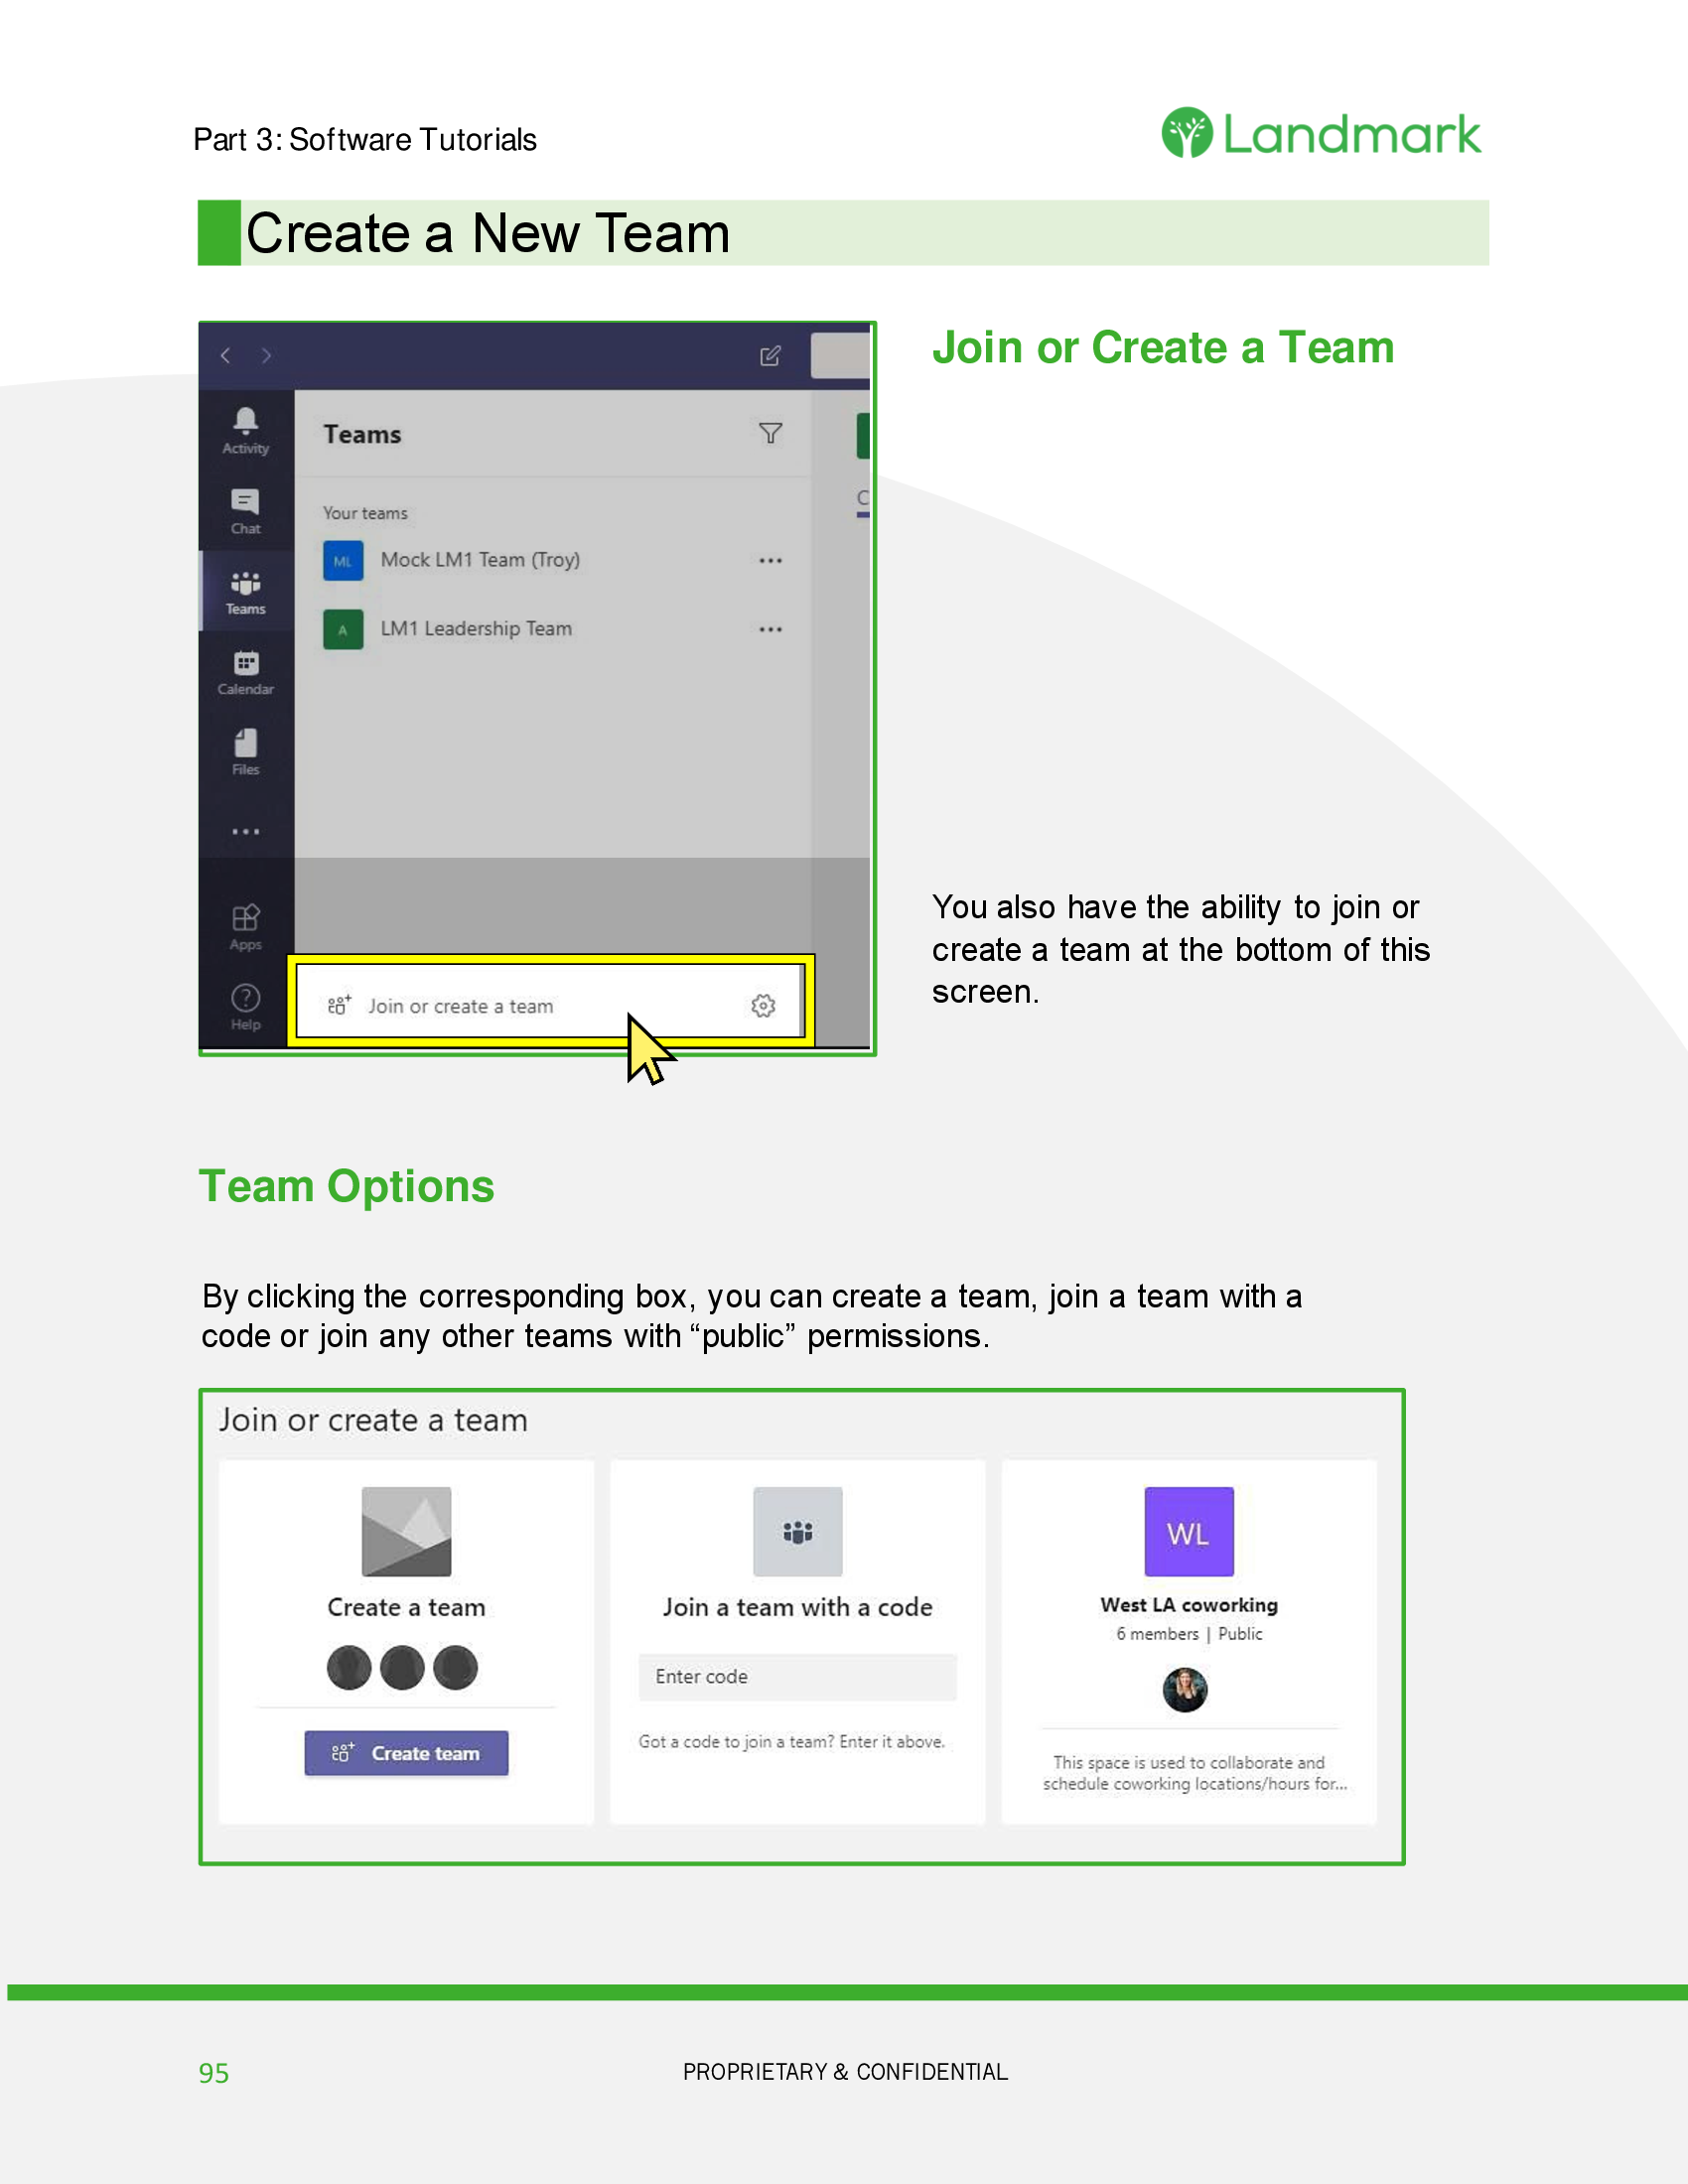 Part 3: Software Tutorials
Landmark
Create a New Team
Join or Create a Team
Activity
Chat
Teams
Calendar
Files
Apps
Help
Teams
Your teams
ML
Mock LM1 Team (Troy)
A
LM1 Leadership Team
C
Join or create a team
You also have the ability to join or
create a team at the bottom of this
screen.
Team Options
By clicking the corresponding box, you can create a team, join a team with a
code or join any other teams with “public” permissions.
Join or create a team
Create a team
Create team
Join a team with a code
Enter code
Got a code to join a team? Enter it above.
WL
West LA coworking
6 members | Public
This space is used to collaborate and
schedule coworking locations/hours for...
95
PROPRIETARY & CONFIDENTIAL